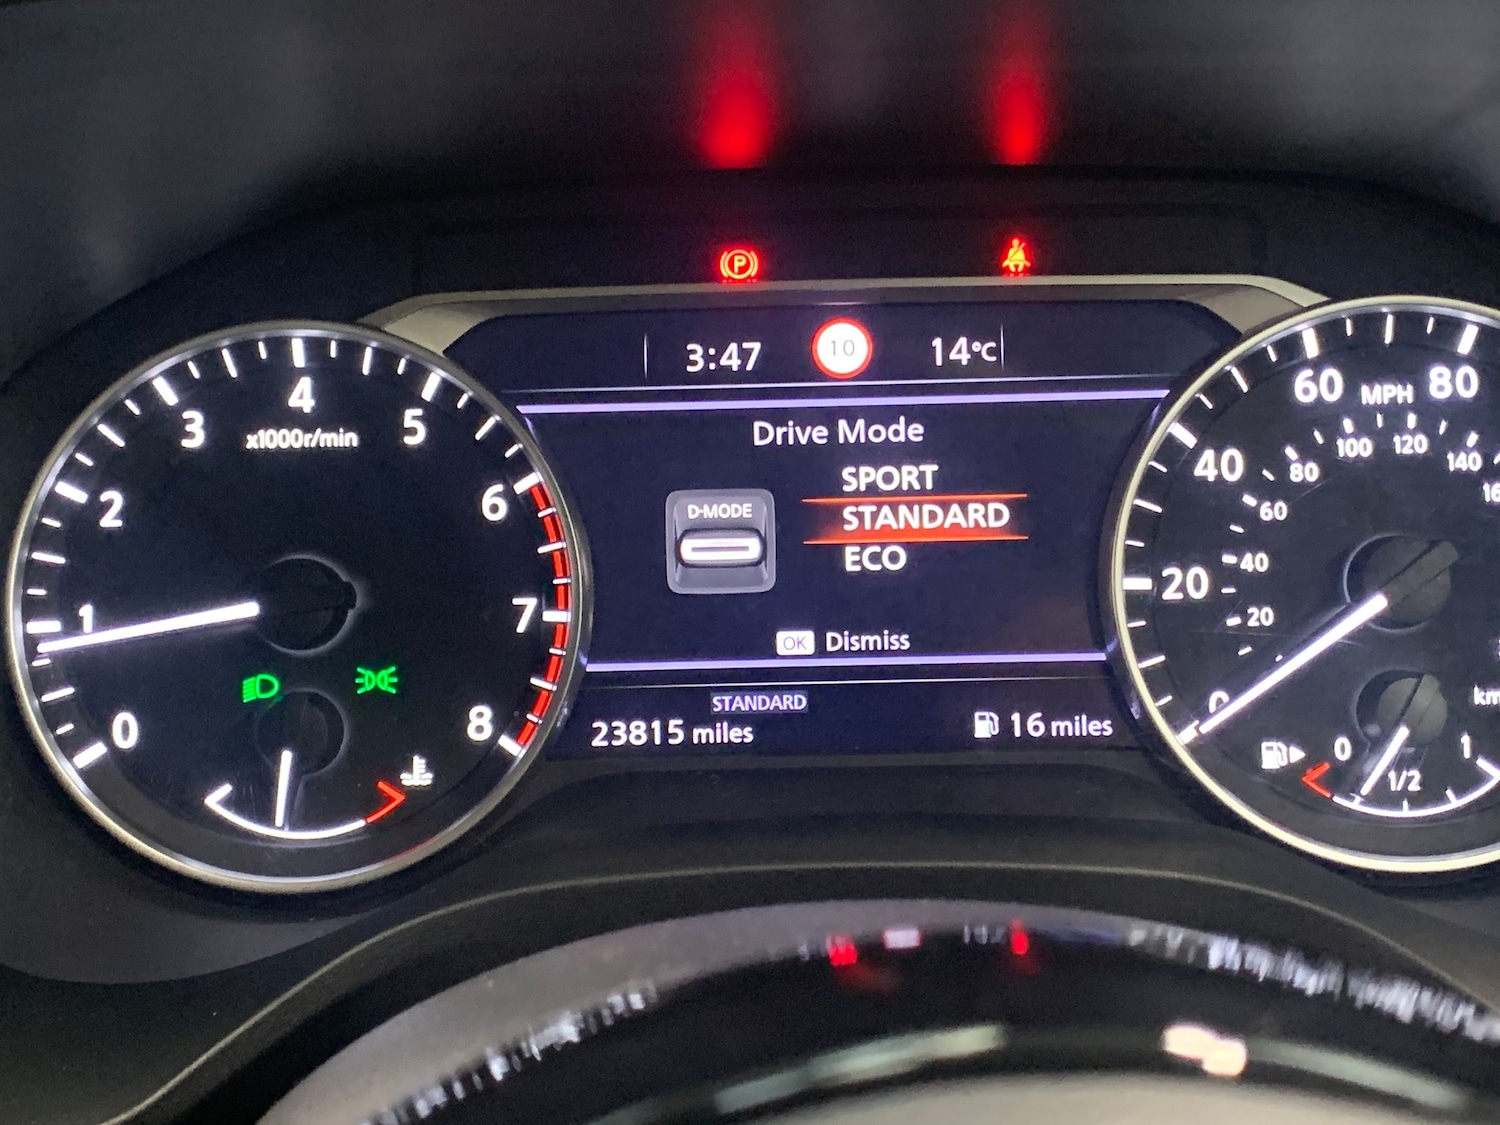 P
3:47 10 14°C
Drive Mode
SPORT
D-MODE
STANDARD
ECO
OK Dismiss
STANDARD
23815 miles
16 miles
0
1
2
3
4
5
6
7
8
x1000r/min
0
20
40
60
MPH
80
20
40
60
80
100
120
140
0
1/2
1